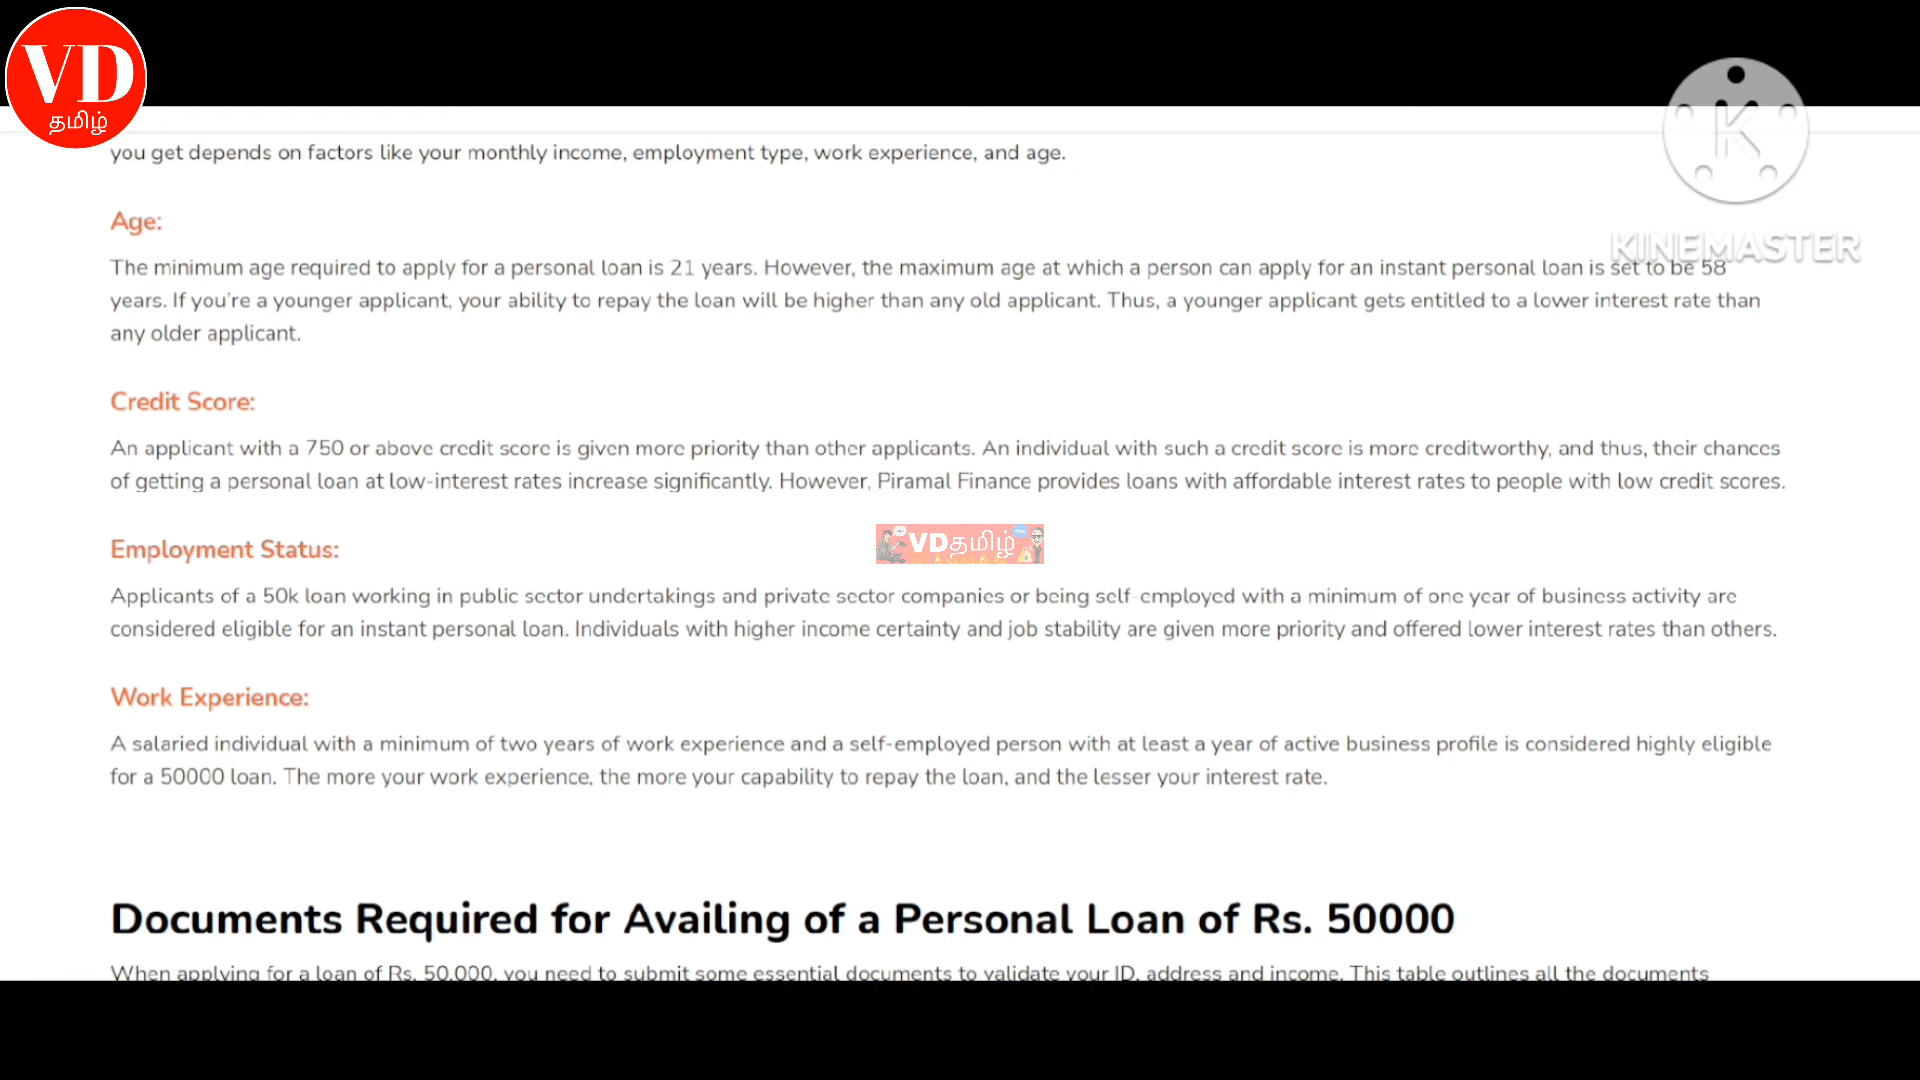 VD
தமிழ்
K
KINEMASTER
you get depends on factors like your monthly income, employment type, work experience, and age.
Age:
The minimum age required to apply for a personal loan is 21 years. However, the maximum age at which a person can apply for an instant personal loan is set to be 58
years. If you're a younger applicant, your ability to repay the loan will be higher than any old applicant. Thus, a younger applicant gets entitled to a lower interest rate than
any older applicant.
Credit Score:
An applicant with a 750 or above credit score is given more priority than other applicants. An individual with such a credit score is more creditworthy, and thus, their chances
of getting a personal loan at low-interest rates increase significantly. However, Piramal Finance provides loans with affordable interest rates to people with low credit scores.
VDதமிழ்
Employment Status:
Applicants of a 50k loan working in public sector undertakings and private sector companies or being self-employed with a minimum of one year of business activity are
considered eligible for an instant personal loan. Individuals with higher income certainty and job stability are given more priority and offered lower interest rates than others.
Work Experience:
A salaried individual with a minimum of two years of work experience and a self-employed person with at least a year of active business profile is considered highly eligible
for a 50000 loan. The more your work experience, the more your capability to repay the loan, and the lesser your interest rate.
Documents Required for Availing of a Personal Loan of Rs. 50000
When applying for a loan of Rs. 50,000, you need to submit some essential documents to validate your ID, address and income. This table outlines all the documents